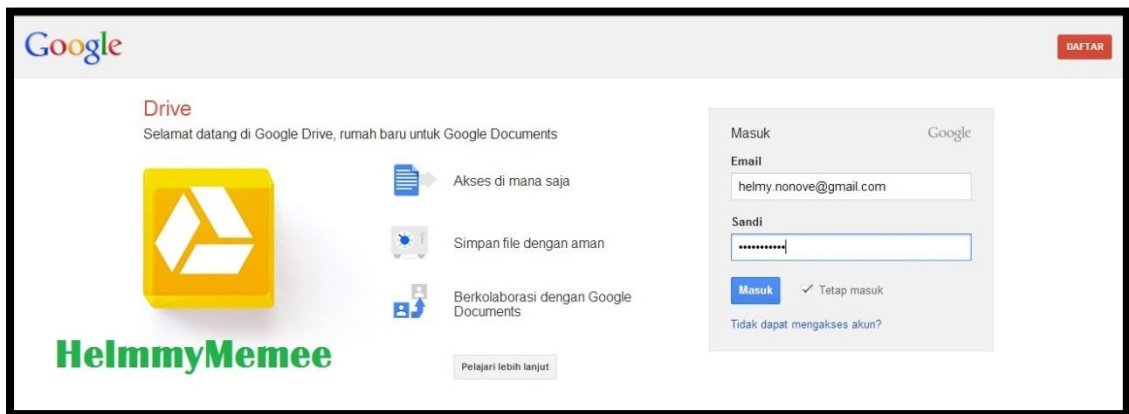 Google
DAFTAR
Drive
Selamat datang di Google Drive, rumah baru untuk Google Documents
Akses di mana saja
Simpan file dengan aman
Berkolaborasi dengan Google
Documents
Pelajari lebih lanjut
HelmmyMemee
Masuk
Google
Email
helmy.nonove@gmail.com
Sandi
•••••••••••
Masuk
Tetap masuk
Tidak dapat mengakses akun?